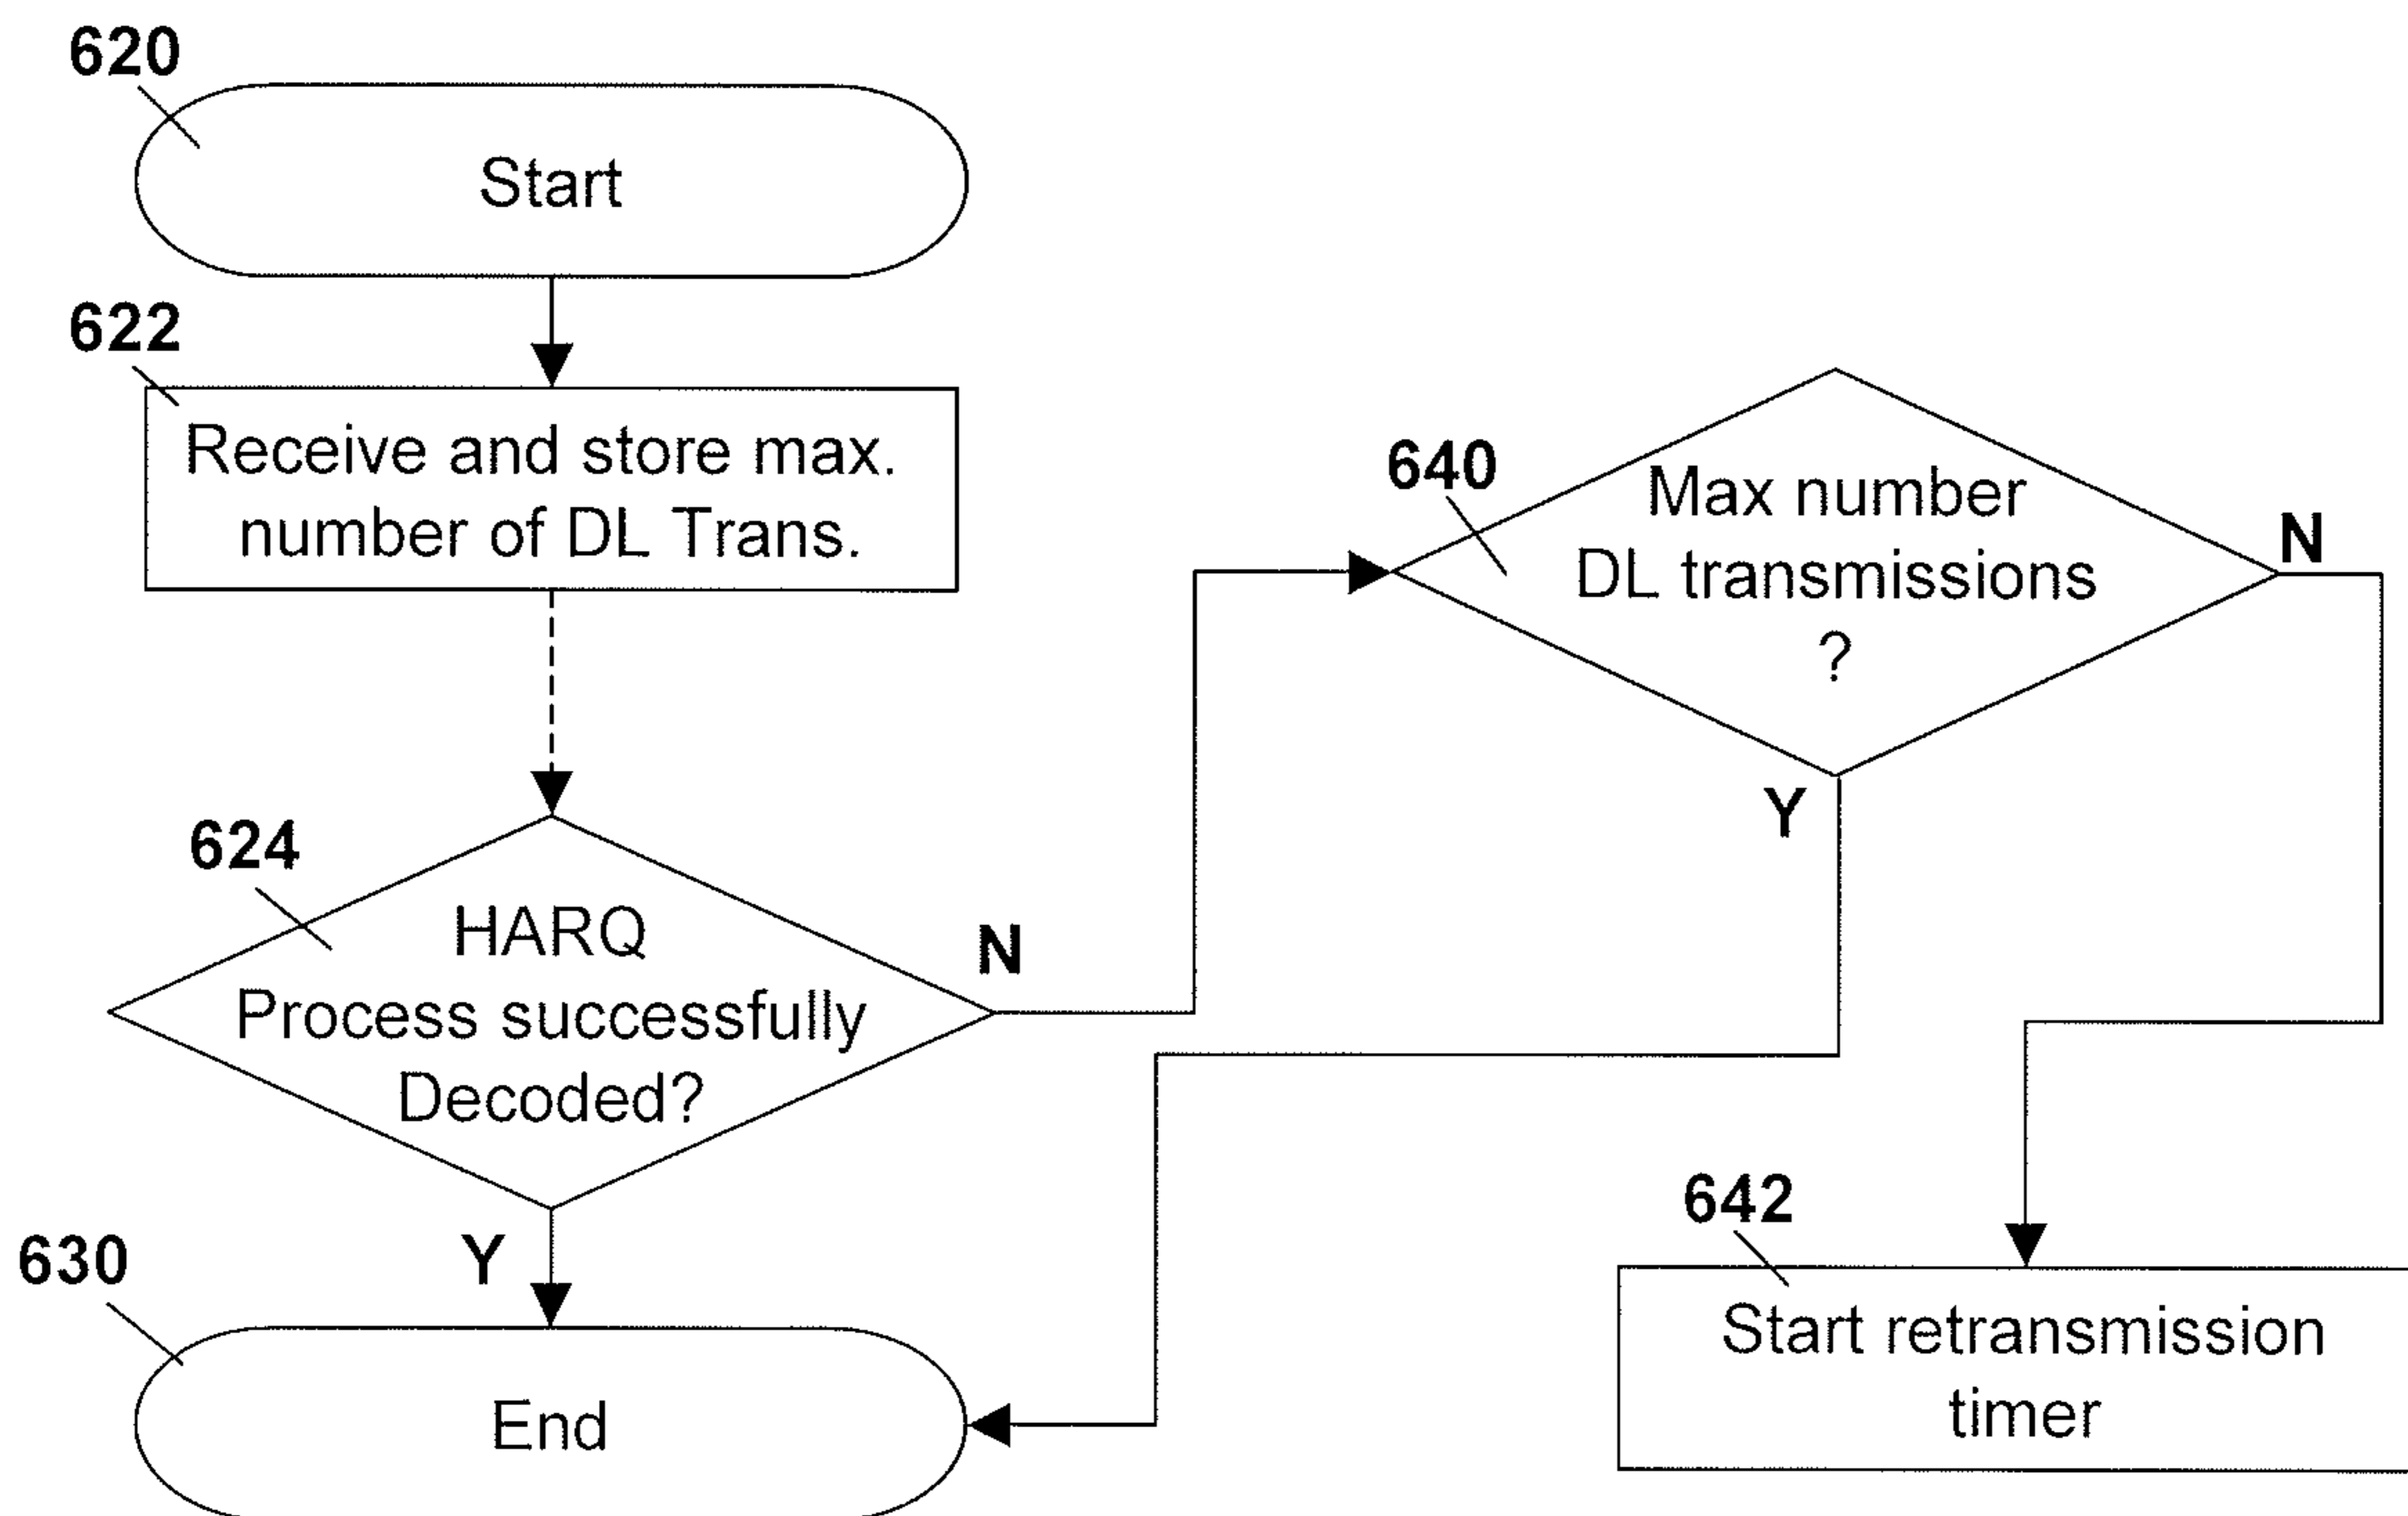 620
Start
622
Receive and store max.
number of DL Trans.
640
Max number
DL transmissions
?
N
Y
624
HARQ
Process successfully
Decoded?
N
Y
630
End
642
Start retransmission
timer